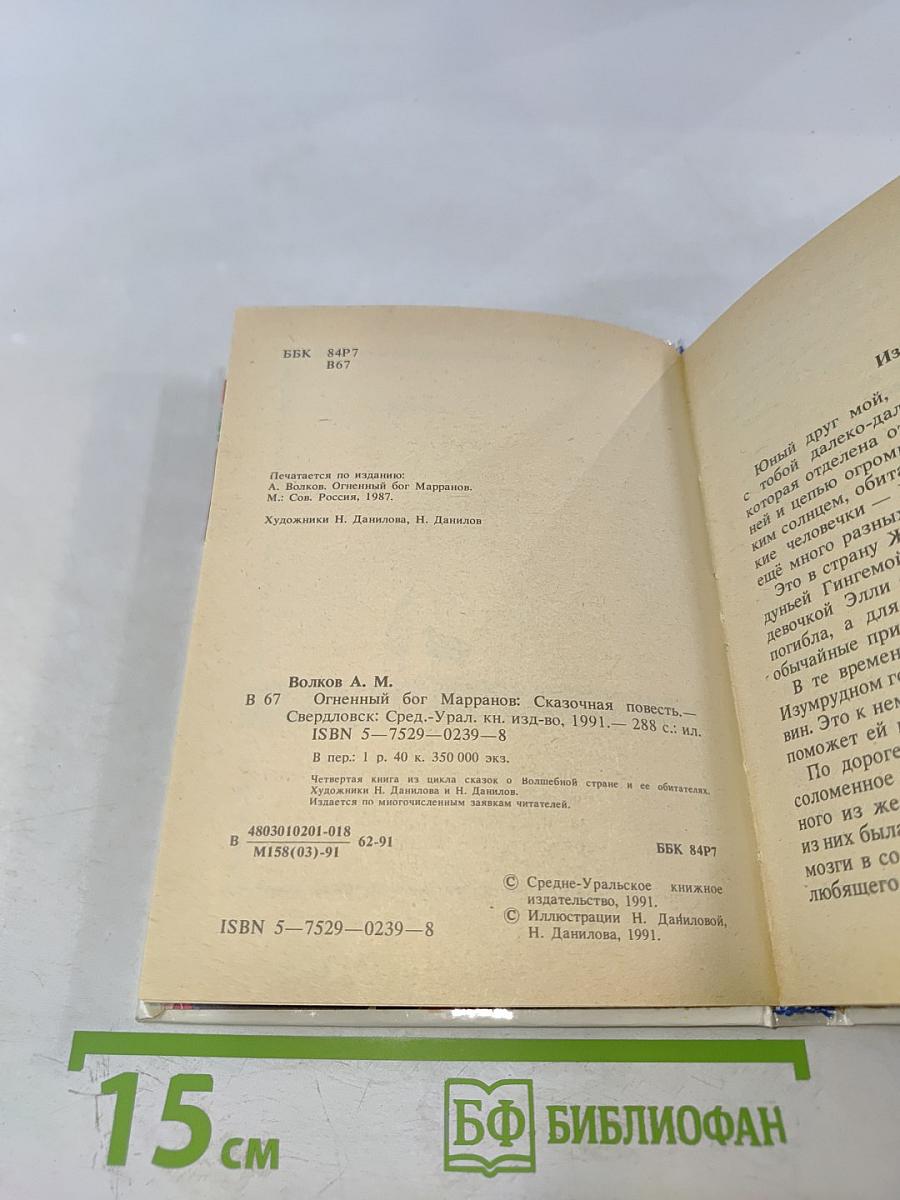 ББК 84Р7
В67
Печатается по изданию:
А. Волков. Огненный бог Марранов.
М.: Сов. Россия, 1987.
Художники Н. Данилова, Н. Данилов
Волков А. М.
В 67 Огненный бог Марранов: Сказочная повесть.—
Свердловск: Сред.-Урал. кн. изд-во, 1991.— 288 с.: ил.
ISBN 5—7529—0239—8
В пер.: 1 р. 40 к. 350 000 экз.
Четвертая книга из цикла сказок о Волшебной стране и ее обитателях.
Художники Н. Данилова и Н. Данилов.
Издается по многочисленным заявкам читателей.
В 4803010201-018 62-91
М158(03)-91
ББК 84Р7
© Средне-Уральское книжное
издательство, 1991.
© Иллюстрации Н. Даниловой,
Н. Данилова, 1991.
ISBN 5—7529—0239—8
Юный друг мой,
с тобой далеко-дал
которая отделена от
ней и цепью огром
ким солнцем, обита
кие человечки —
ещё много разных
Это в страну Ж
дуньей Гингемой
девочкой Элли
погибла, а для
обычайные при
В те времен
Изумрудном го
вин. Это к нем
поможет ей
По дороге
соломенное
ного из же
из них была
мозги в со
любящего
15 см
БФ БИБЛИОФАН